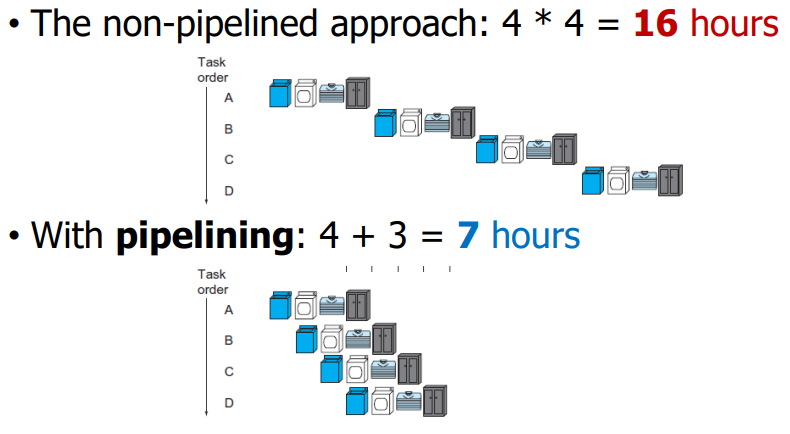 • The non-pipelined approach: 4 * 4 = 16 hours
Task
order
A
B
C
D
• With pipelining: 4 + 3 = 7 hours
Task
order
A
B
C
D